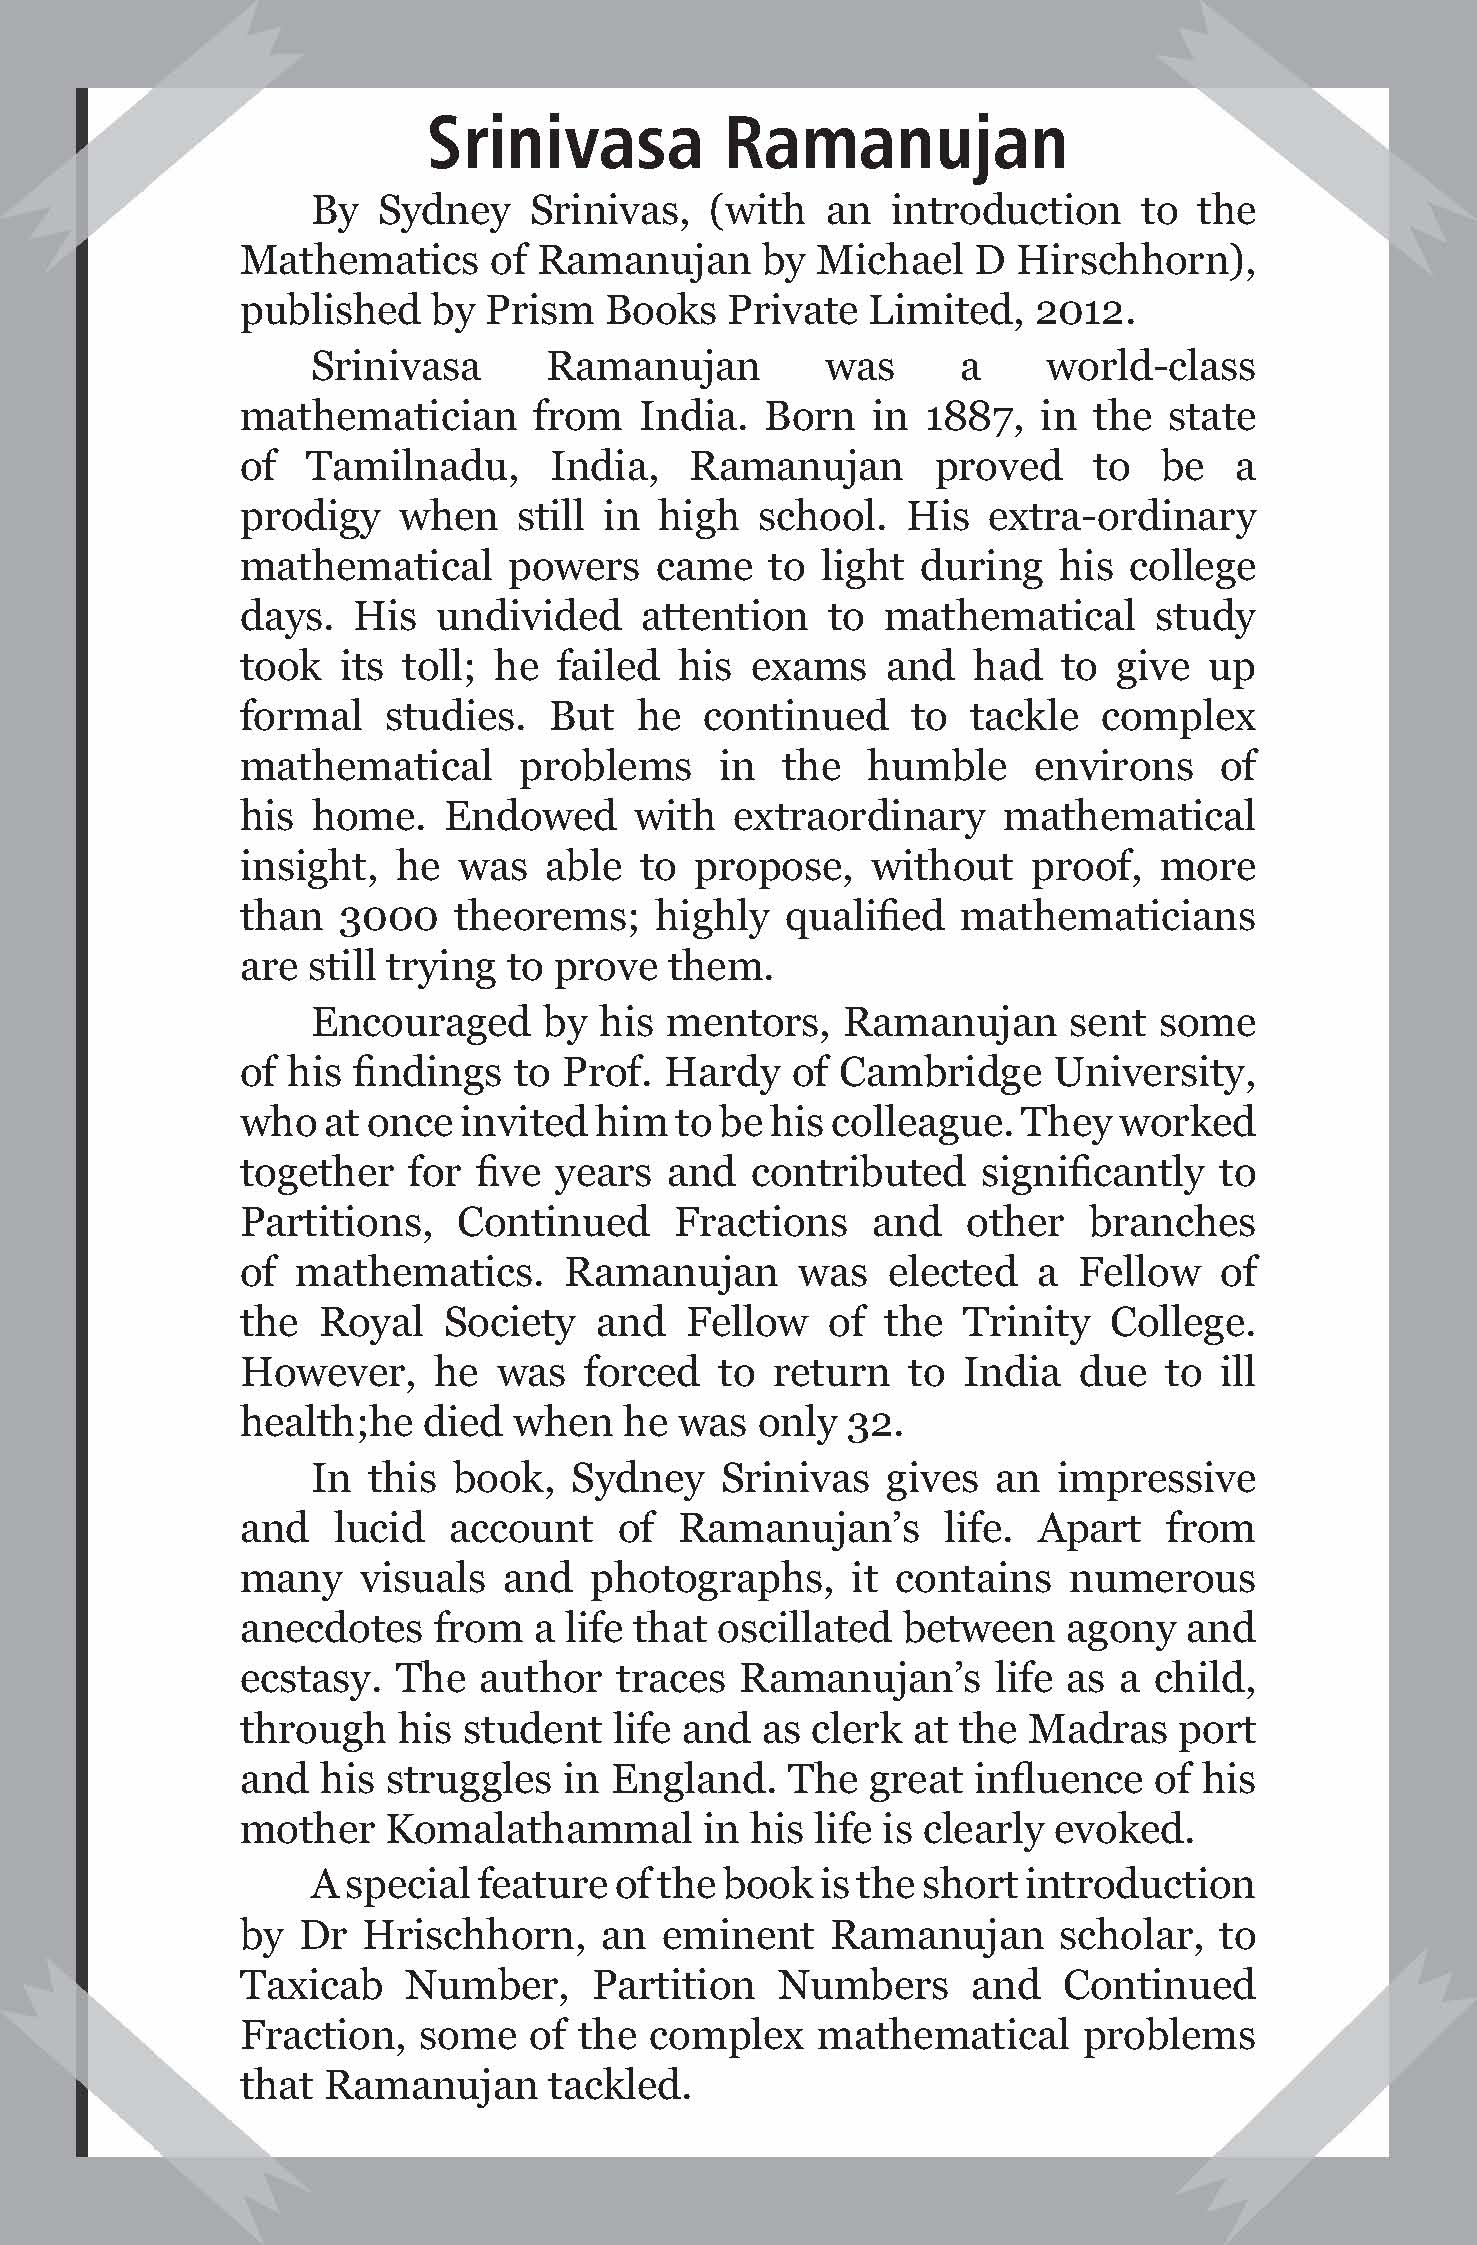 Srinivasa Ramanujan
By Sydney Srinivas, (with an introduction to the
Mathematics of Ramanujan by Michael D Hirschhorn),
published by Prism Books Private Limited, 2012.
Srinivasa Ramanujan was a world-class
mathematician from India. Born in 1887, in the state
of Tamilnadu, India, Ramanujan proved to be a
prodigy when still in high school. His extra-ordinary
mathematical powers came to light during his college
days. His undivided attention to mathematical study
took its toll; he failed his exams and had to give up
formal studies. But he continued to tackle complex
mathematical problems in the humble environs of
his home. Endowed with extraordinary mathematical
insight, he was able to propose, without proof, more
than 3000 theorems; highly qualified mathematicians
are still trying to prove them.
Encouraged by his mentors, Ramanujan sent some
of his findings to Prof. Hardy of Cambridge University,
who at once invited him to be his colleague. They worked
together for five years and contributed significantly to
Partitions, Continued Fractions and other branches
of mathematics. Ramanujan was elected a Fellow of
the Royal Society and Fellow of the Trinity College.
However, he was forced to return to India due to ill
health;he died when he was only 32.
In this book, Sydney Srinivas gives an impressive
and lucid account of Ramanujan’s life. Apart from
many visuals and photographs, it contains numerous
anecdotes from a life that oscillated between agony and
ecstasy. The author traces Ramanujan’s life as a child,
through his student life and as clerk at the Madras port
and his struggles in England. The great influence of his
mother Komalathammal in his life is clearly evoked.
A special feature of the book is the short introduction
by Dr Hrischhorn, an eminent Ramanujan scholar, to
Taxicab Number, Partition Numbers and Continued
Fraction, some of the complex mathematical problems
that Ramanujan tackled.